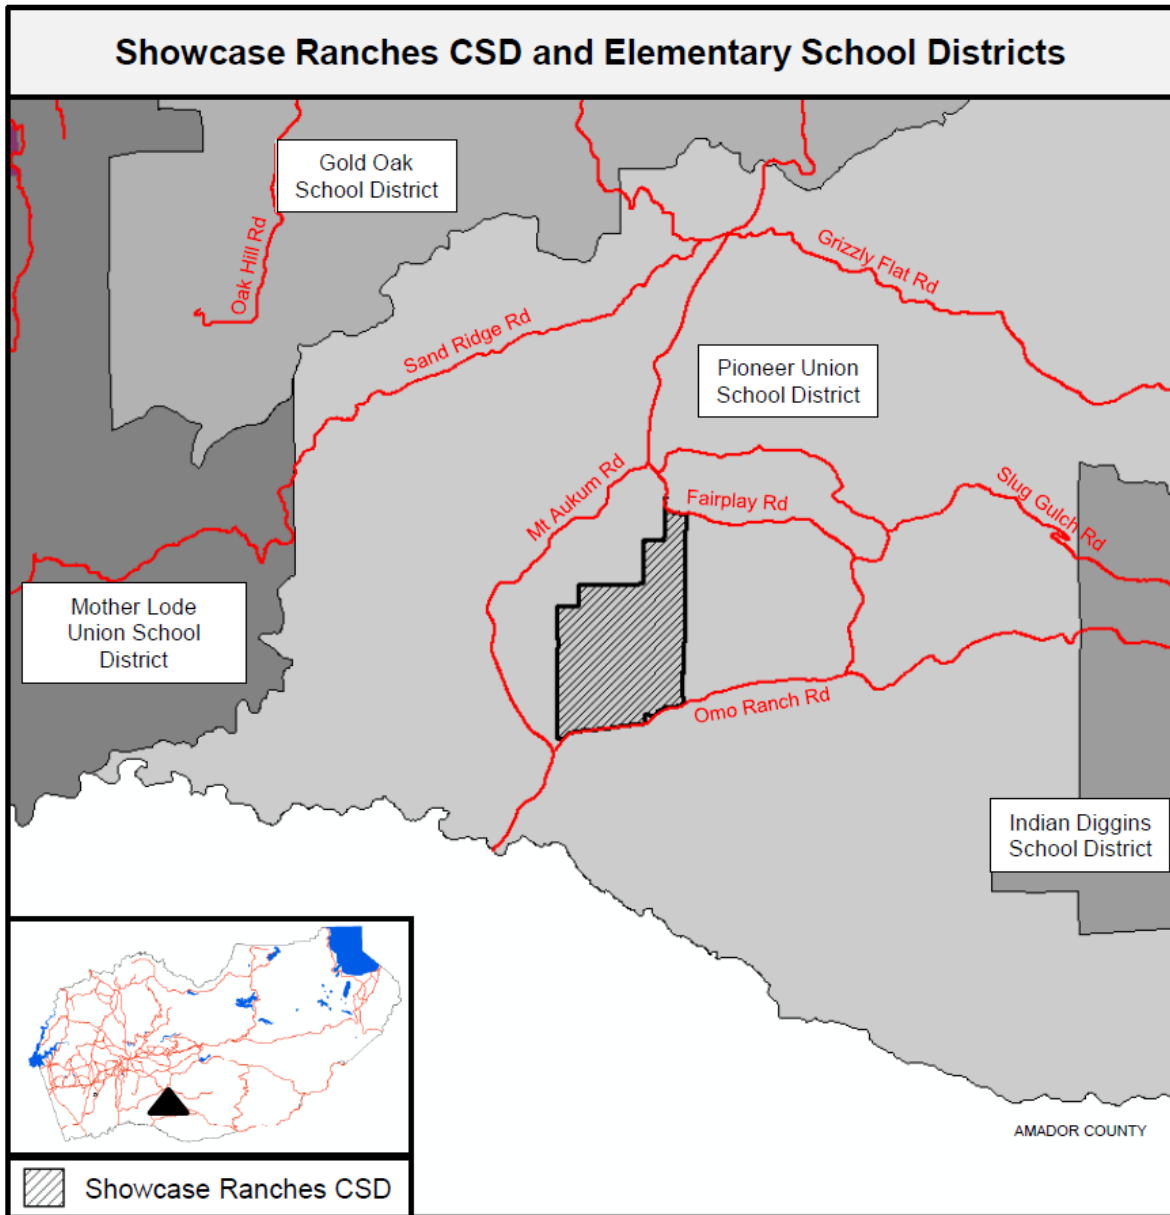 Showcase Ranches CSD and Elementary School Districts
Gold Oak
School District
Oak Hill Rd
Grizzly Flat Rd
Sand Ridge Rd
Pioneer Union
School District
Mt Aukum Rd
Fairplay Rd
Slug Gulch Rd
Mother Lode
Union School
District
Omo Ranch Rd
Indian Diggins
School District
AMADOR COUNTY
Showcase Ranches CSD